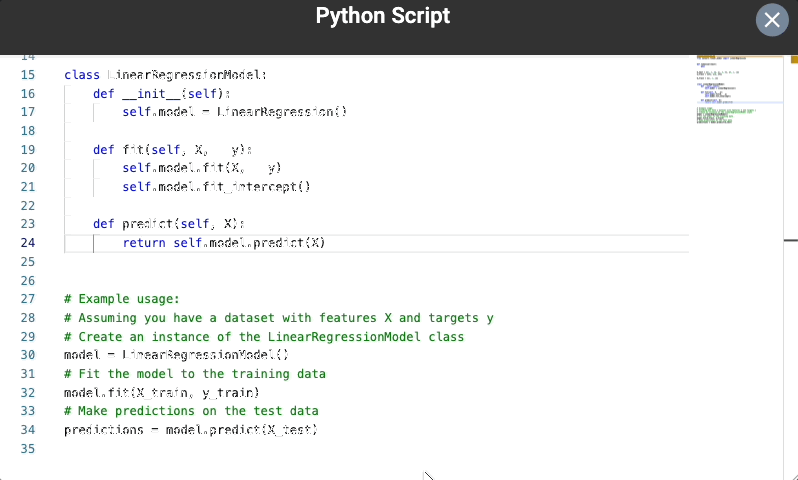 Python Script
14
15 class LinearRegressionModel:
16     def __init__(self):
17         self.model = LinearRegression()
18
19     def fit(self, X,   y):
20         self.model.fit(X,   y)
21         self.model.fit_intercept()
22
23     def predict(self, X):
24         return self.model.predict(X)
25
26
27 # Example usage:
28 # Assuming you have a dataset with features X and targets y
29 # Create an instance of the LinearRegressionModel class
30 model = LinearRegressionModel()
31 # Fit the model to the training data
32 model.fit(X_train, y_train)
33 # Make predictions on the test data
34 predictions = model.predict(X_test)
35